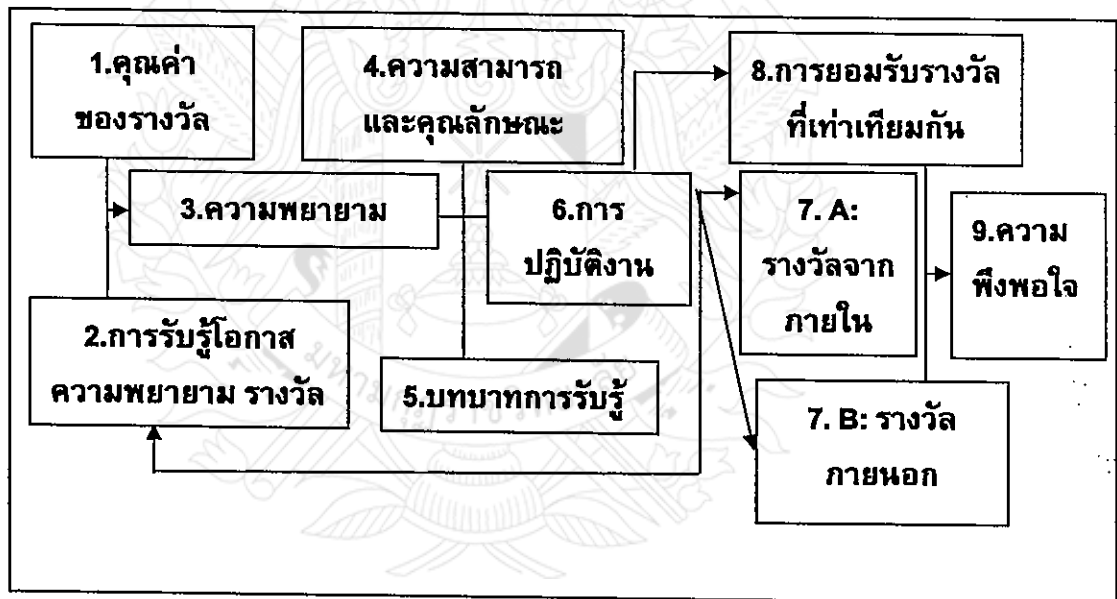 1.คุณค่า
ของรางวัล
4.ความสามารถ
และคุณลักษณะ
8.การยอมรับรางวัล
ที่เท่าเทียมกัน
3.ความพยายาม
6.การ
ปฏิบัติงาน
7. A:
รางวัลจาก
ภายใน
9.ความ
พึงพอใจ
2.การรับรู้โอกาส
ความพยายาม รางวัล
5.บทบาทการรับรู้
7. B: รางวัล
ภายนอก